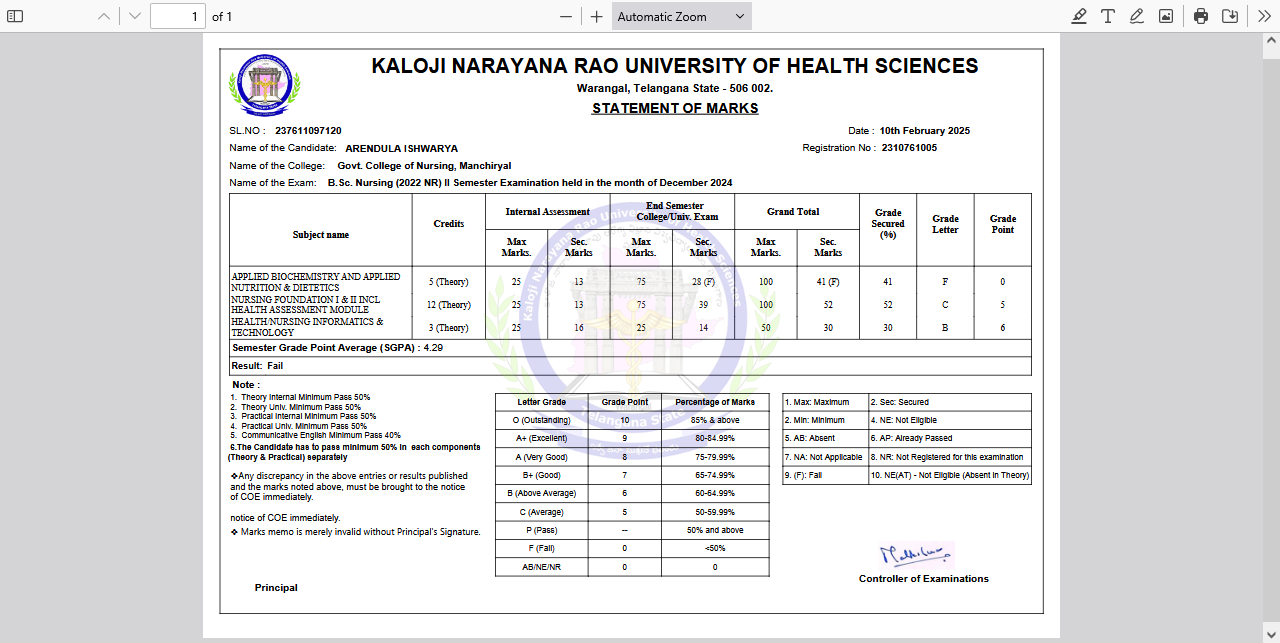 1 of 1 Automatic Zoom
KALOJI NARAYANA RAO UNIVERSITY OF HEALTH SCIENCES
Warangal, Telangana State - 506 002.
STATEMENT OF MARKS
SL.NO : 237611097120 Date : 10th February 2025
Name of the Candidate: ARENDULA ISHWARYA Registration No : 2310761005
Name of the College: Govt. College of Nursing, Manchiryal
Name of the Exam: B.Sc. Nursing (2022 NR) II Semester Examination held in the month of December 2024
Subject name Credits Internal Assessment End Semester College/Univ. Exam Grand Total Grade Secured (%) Grade Letter Grade Point
Max Marks. Sec. Marks Max Marks. Sec. Marks Max Marks. Sec. Marks
APPLIED BIOCHEMISTRY AND APPLIED
NUTRITION & DIETETICS 5 (Theory) 25 13 75 28 (F) 100 41 (F) 41 F 0
NURSING FOUNDATION I & II INCL
HEALTH ASSESSMENT MODULE 12 (Theory) 25 13 75 39 100 52 52 C 5
HEALTH/NURSING INFORMATICS &
TECHNOLOGY 3 (Theory) 25 16 25 14 50 30 30 B 6
Semester Grade Point Average (SGPA) : 4.29
Result: Fail
Note :
1. Theory Internal Minimum Pass 50%
2. Theory Univ. Minimum Pass 50%
3. Practical Internal Minimum Pass 50%
4. Practical Univ. Minimum Pass 50%
5. Communicative English Minimum Pass 40%
6.The Candidate has to pass minimum 50% in each components
(Theory & Practical) separately
❖Any discrepancy in the above entries or results published
and the marks noted above, must be brought to the notice
of COE immediately.
notice of COE immediately.
❖ Marks memo is merely invalid without Principal's Signature.
Principal
Letter Grade Grade Point Percentage of Marks
O (Outstanding) 10 85% & above
A+ (Excellent) 9 80-84.99%
A (Very Good) 8 75-79.99%
B+ (Good) 7 65-74.99%
B (Above Average) 6 60-64.99%
C (Average) 5 50-59.99%
P (Pass) -- 50% and above
F (Fail) 0 <50%
AB/NE/NR 0 0
1. Max: Maximum 2. Sec: Secured
2. Min: Minimum 4. NE: Not Eligible
5. AB: Absent 6. AP: Already Passed
7. NA: Not Applicable 8. NR: Not Registered for this examination
9. (F): Fail 10. NE(AT) - Not Eligible (Absent In Theory)
Controller of Examinations
Kaloji Narayana Rao University of Health Sciences
Telangana State